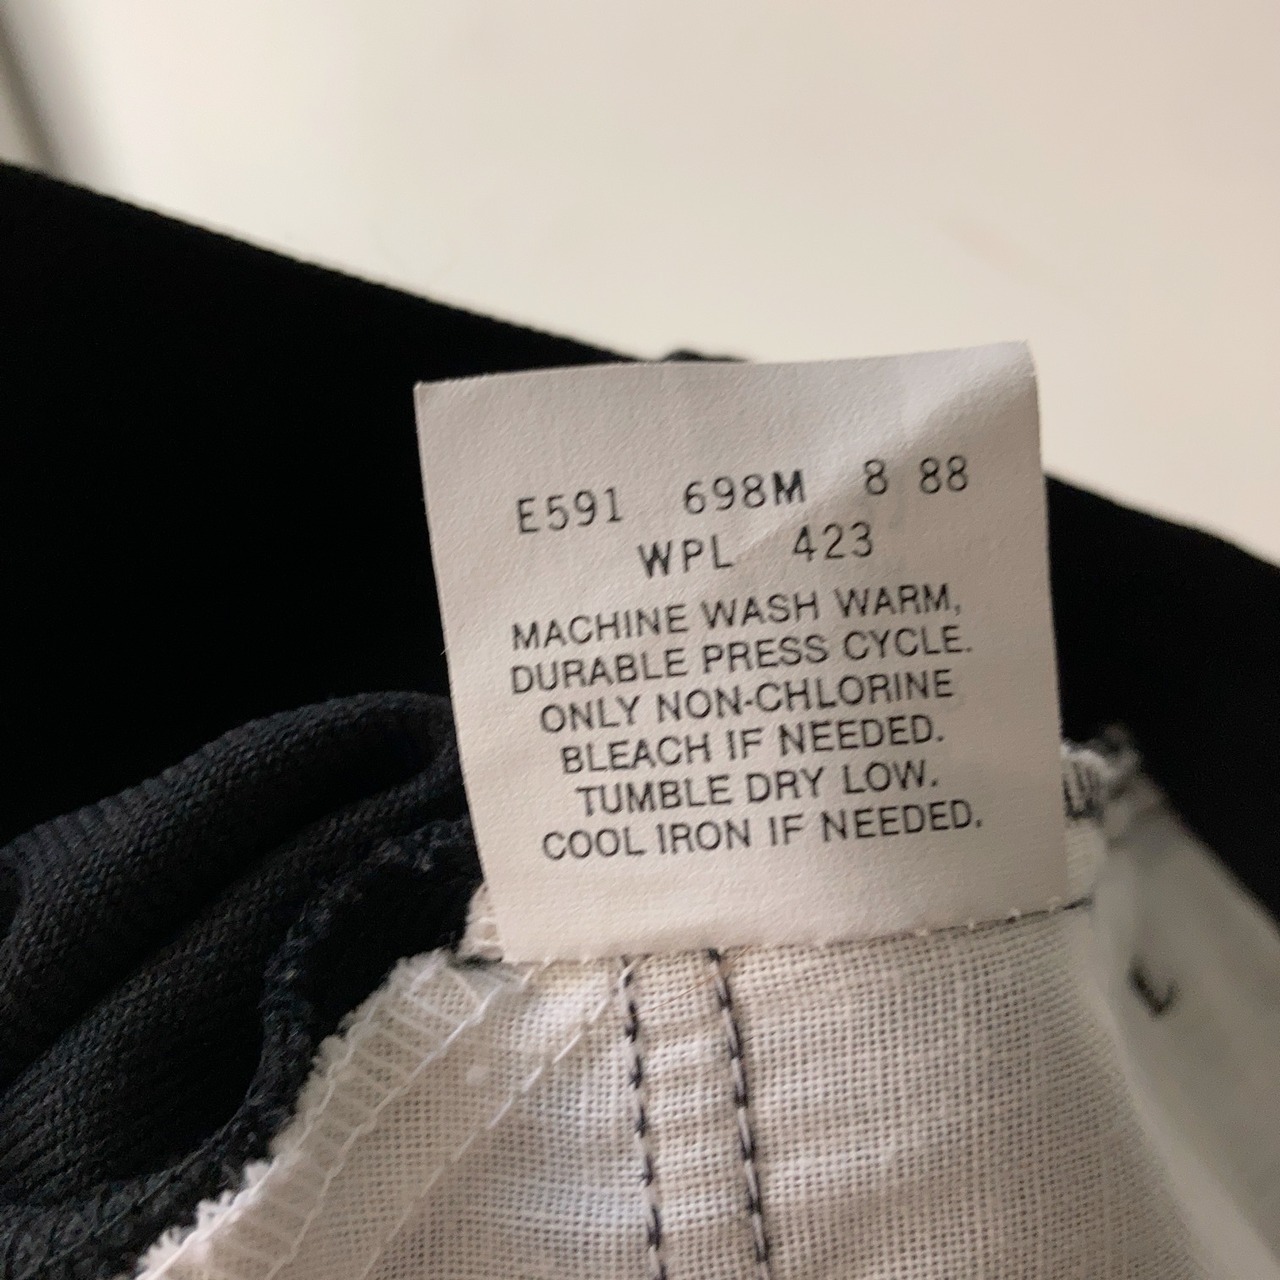 E591 698M 8 88
WPL 423
MACHINE WASH WARM,
DURABLE PRESS CYCLE.
ONLY NON-CHLORINE
BLEACH IF NEEDED.
TUMBLE DRY LOW.
COOL IRON IF NEEDED.